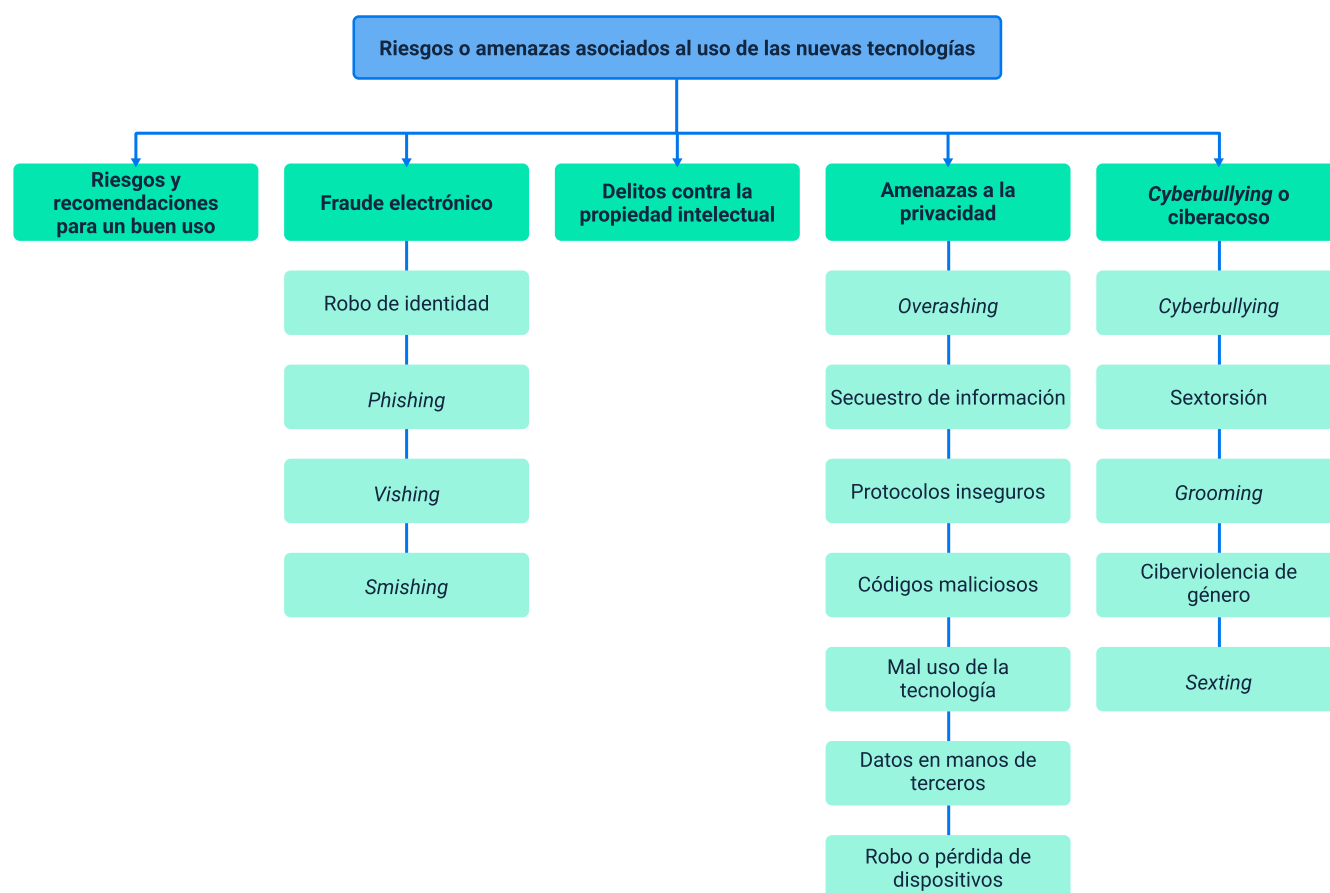 Riesgos o amenazas asociados al uso de las nuevas tecnologías
Riesgos y
recomendaciones
para un buen uso
Fraude electrónico
Robo de identidad
Phishing
Vishing
Smishing
Delitos contra la
propiedad intelectual
Amenazas a la
privacidad
Overashing
Secuestro de información
Protocolos inseguros
Códigos maliciosos
Mal uso de la
tecnología
Datos en manos de
terceros
Robo o pérdida de
dispositivos
Cyberbullying o
ciberacoso
Cyberbullying
Sextorsión
Grooming
Ciberviolencia de
género
Sexting